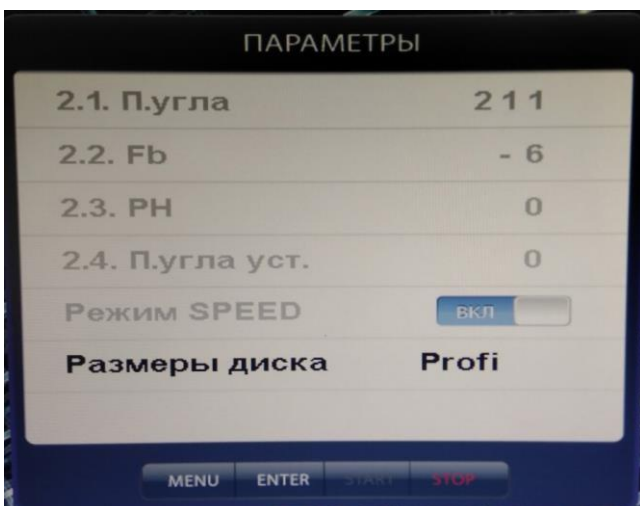 ПАРАМЕТРЫ
2.1. П.угла 211
2.2. Fb - 6
2.3. PH 0
2.4. П.угла уст. 0
Режим SPEED ВКЛ
Размеры диска Profi
MENU ENTER START STOP